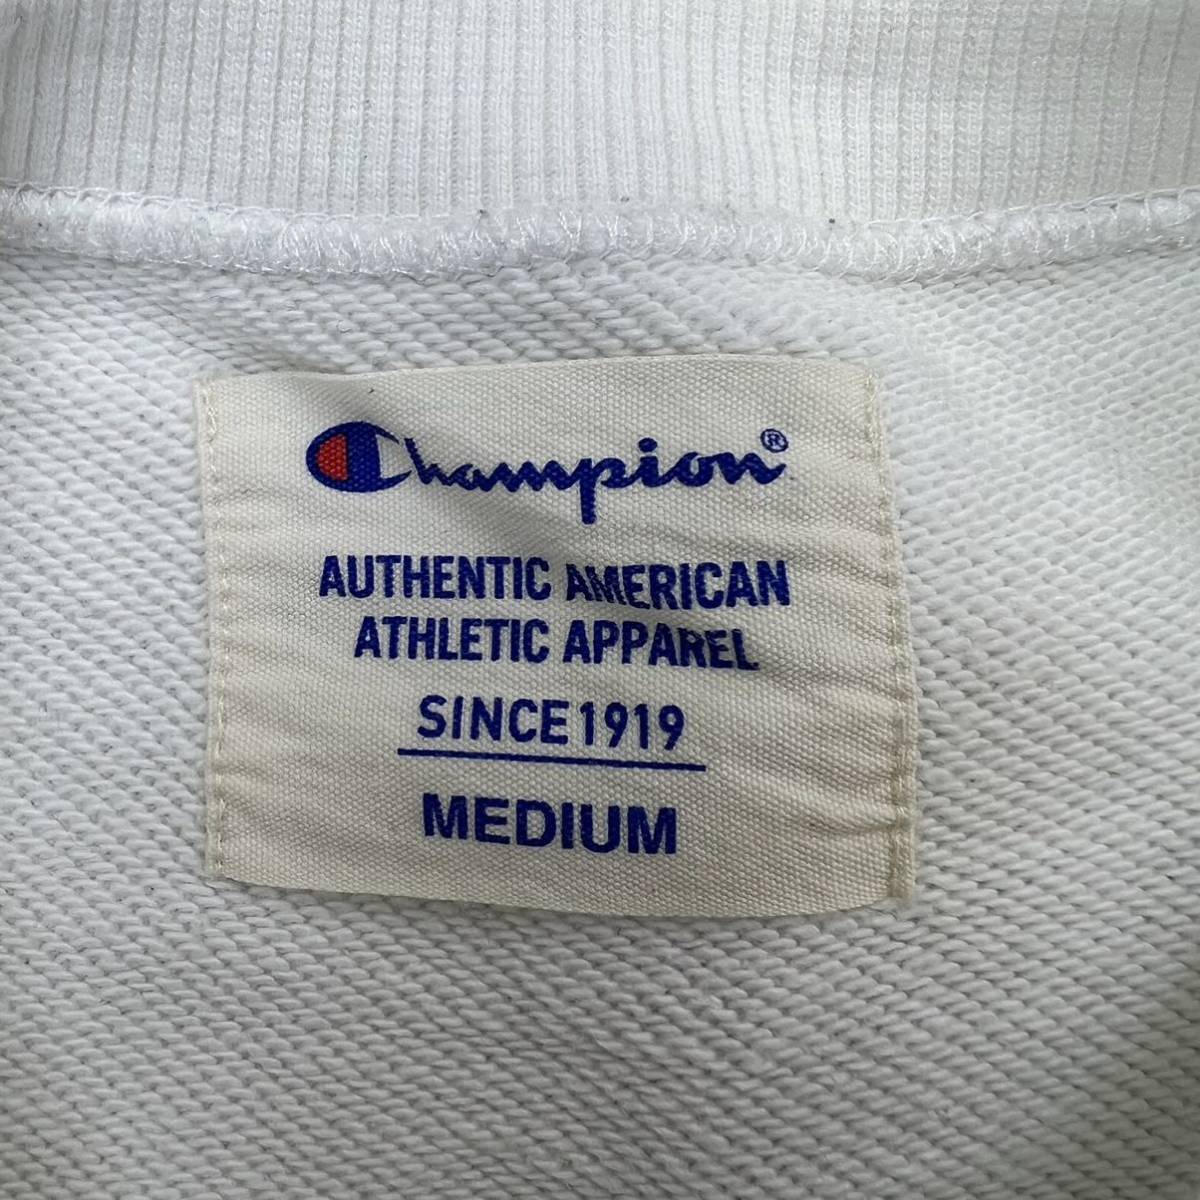 Champion®
AUTHENTIC AMERICAN
ATHLETIC APPAREL
SINCE 1919
MEDIUM